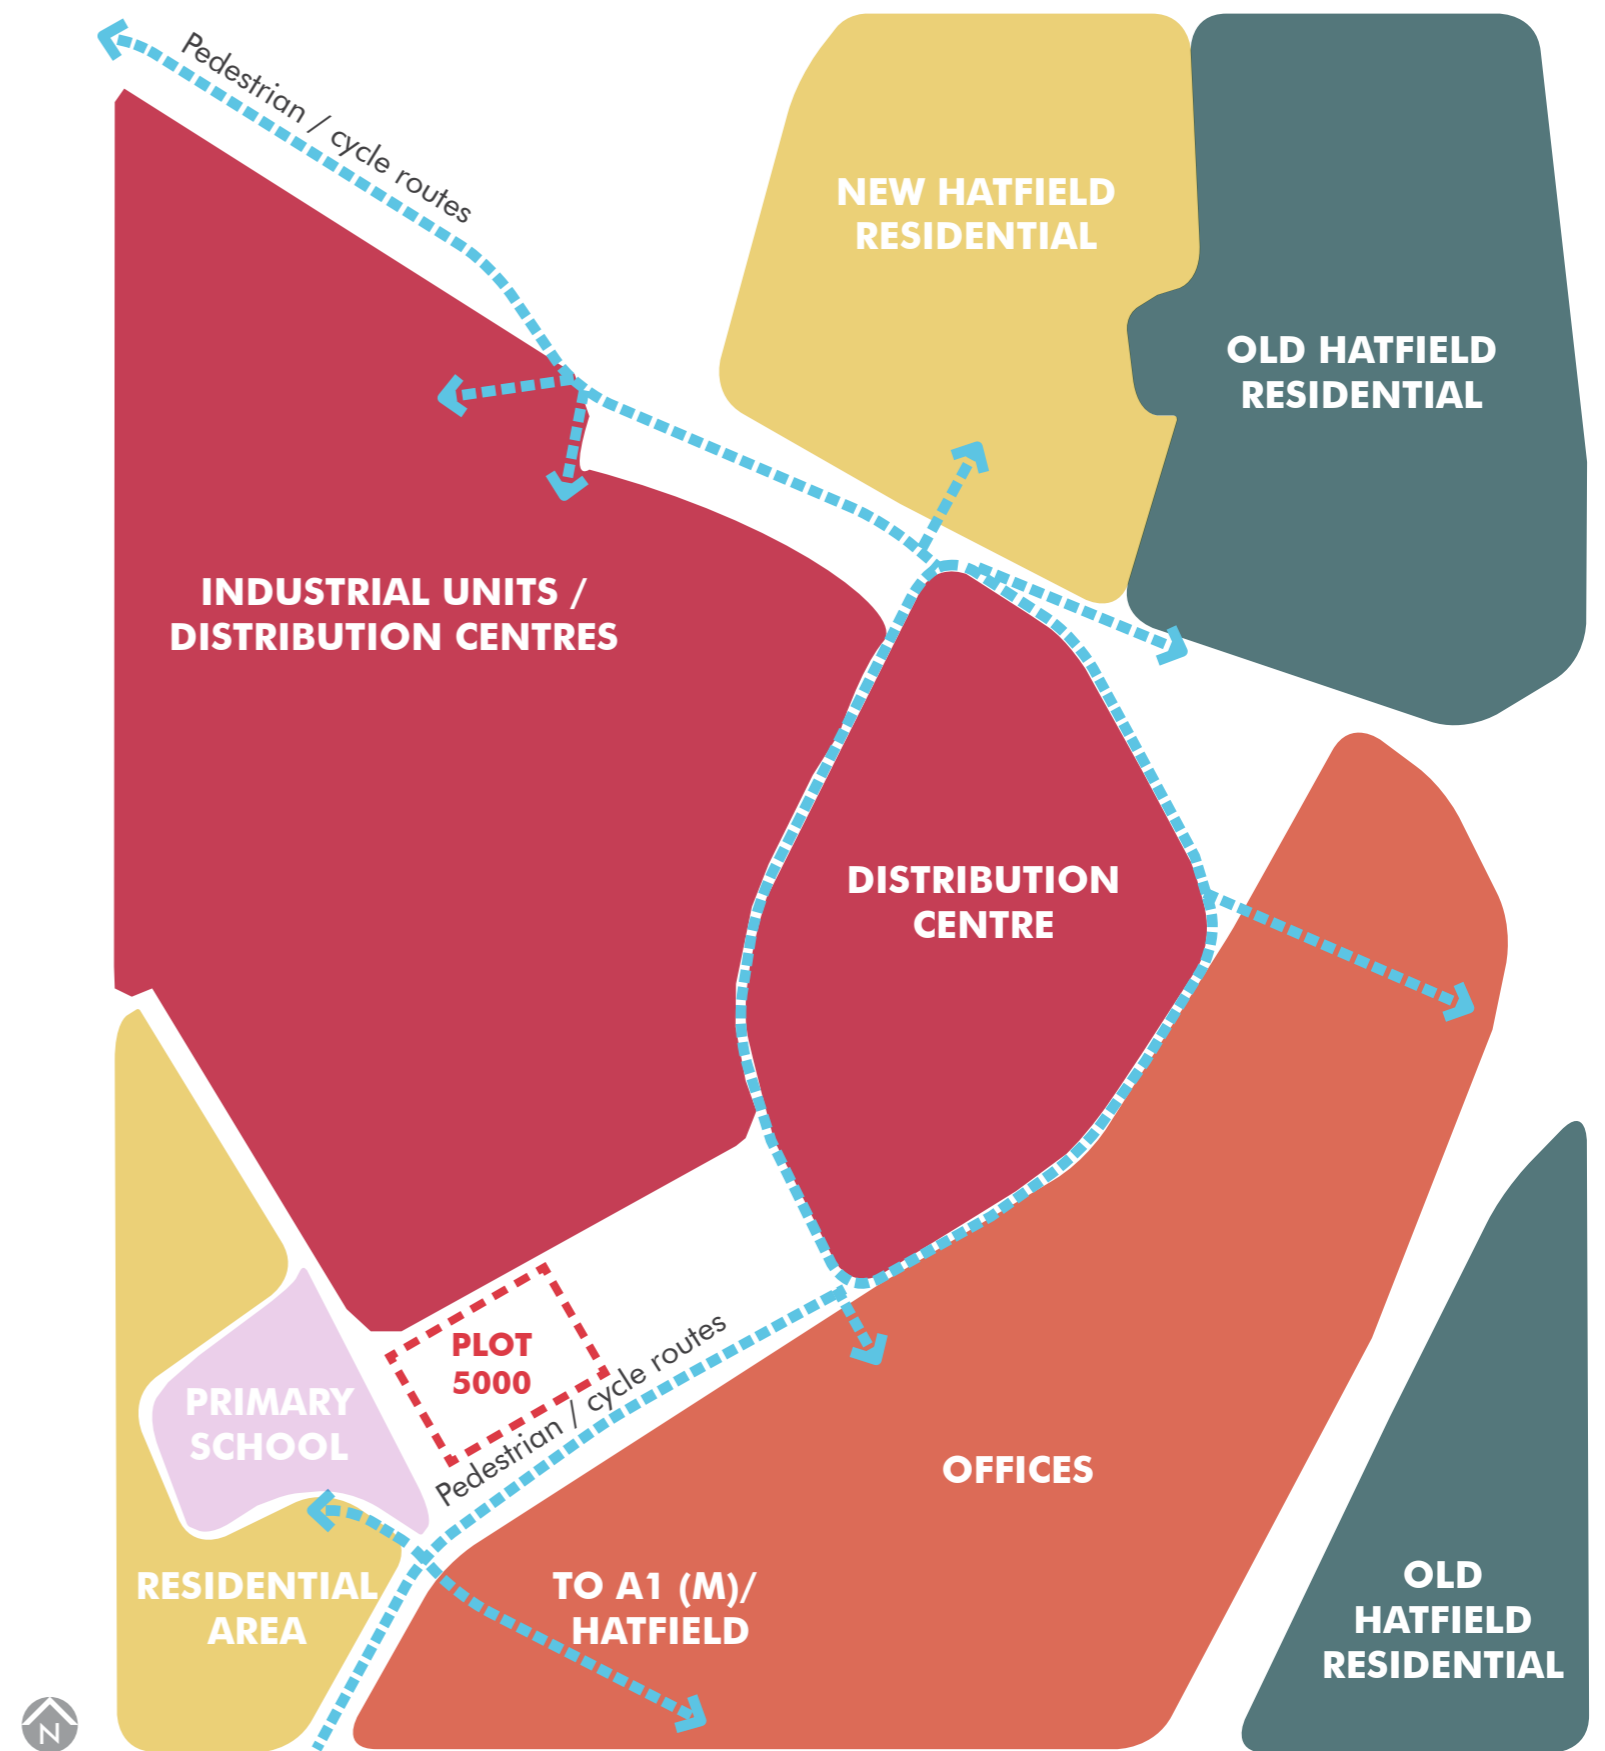 Pedestrian / cycle routes
NEW HATFIELD
RESIDENTIAL
OLD HATFIELD
RESIDENTIAL
INDUSTRIAL UNITS /
DISTRIBUTION CENTRES
DISTRIBUTION
CENTRE
PLOT
5000
Pedestrian / cycle routes
PRIMARY
SCHOOL
OFFICES
RESIDENTIAL
AREA
TO A1 (M)/
HATFIELD
OLD
HATFIELD
RESIDENTIAL
N